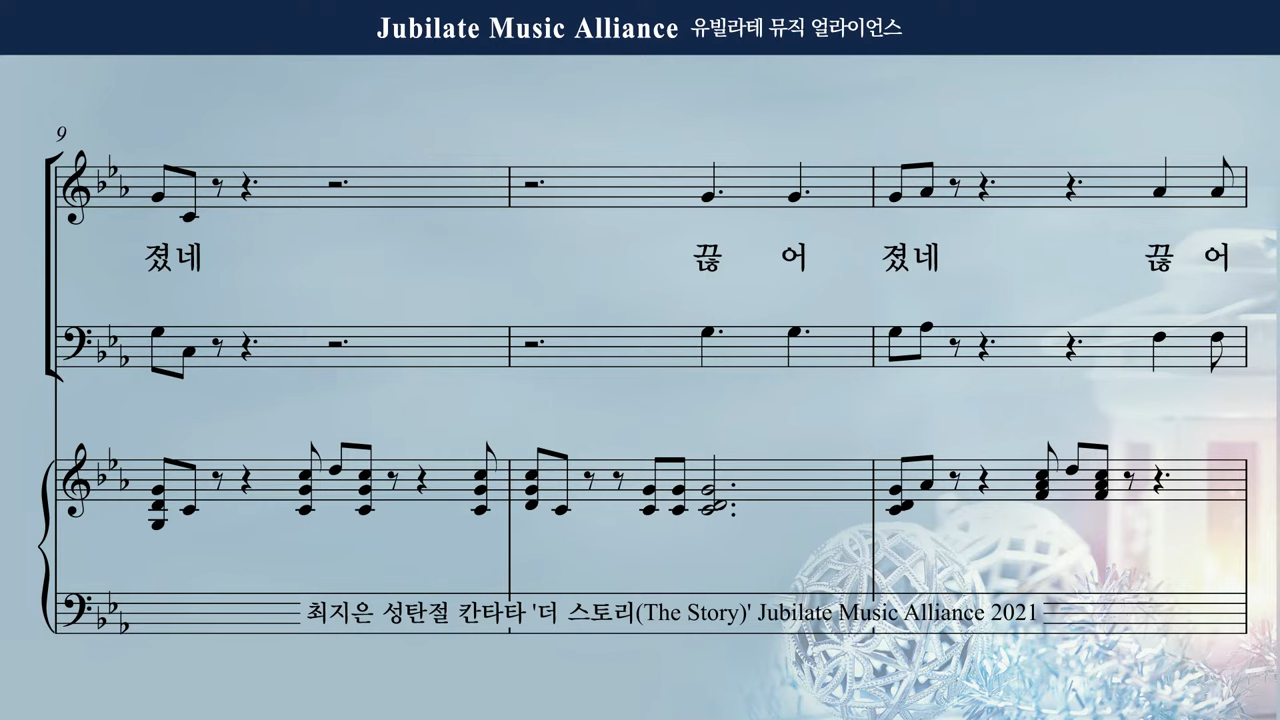 Jubilate Music Alliance 유빌라테 뮤직 얼라이언스
9
졌네 끊 어 졌네 끊 어
최지은 성탄절 칸타타 '더 스토리(The Story)' Jubilate Music Alliance 2021